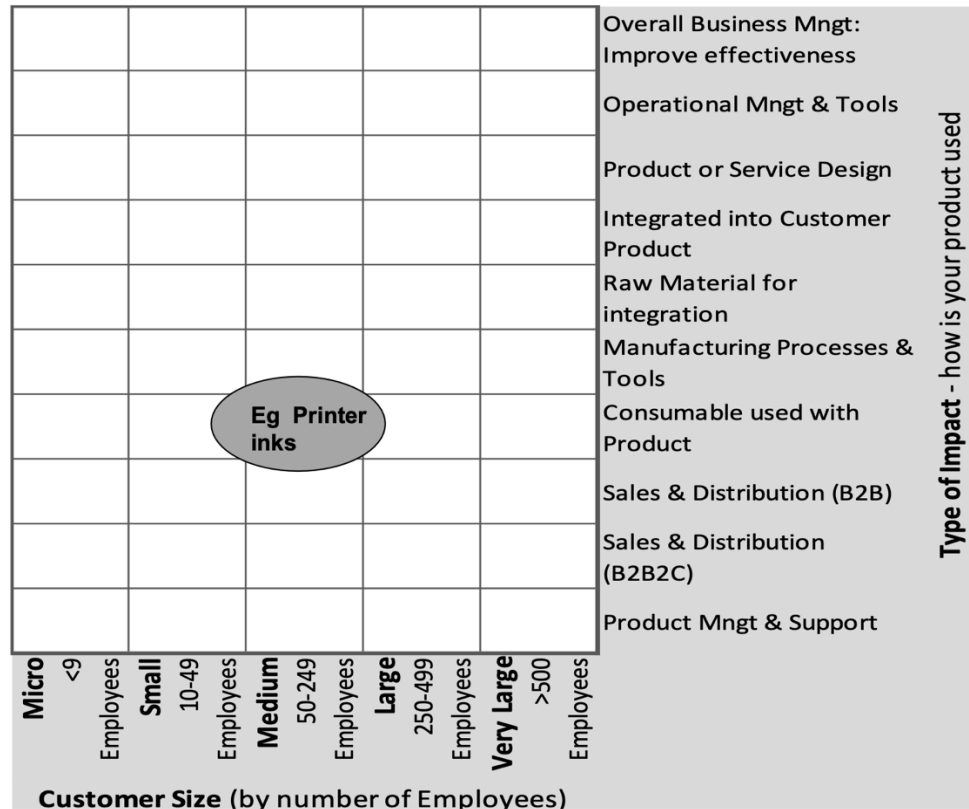 Overall Business Mngt:
Improve effectiveness
Operational Mngt & Tools
Product or Service Design
Integrated into Customer
Product
Raw Material for
integration
Manufacturing Processes &
Tools
Eg Printer
inks
Consumable used with
Product
Sales & Distribution (B2B)
Sales & Distribution
(B2B2C)
Product Mngt & Support
Type of Impact - how is your product used
Micro
<9
Employees
Small
10-49
Employees
Medium
50-249
Employees
Large
250-499
Employees
Very Large
>500
Employees
Customer Size (by number of Employees)